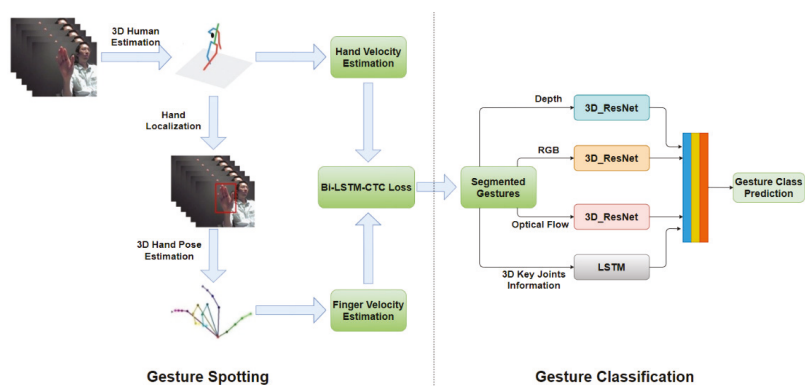 3D Human
Estimation
Hand Velocity
Estimation
Hand
Localization
Bi-LSTM-CTC Loss
3D Hand Pose
Estimation
Finger Velocity
Estimation
Gesture Spotting
Segmented
Gestures
Depth
3D_ResNet
RGB
3D_ResNet
Optical Flow
3D_ResNet
3D Key Joints
Information
LSTM
Gesture Class
Prediction
Gesture Classification